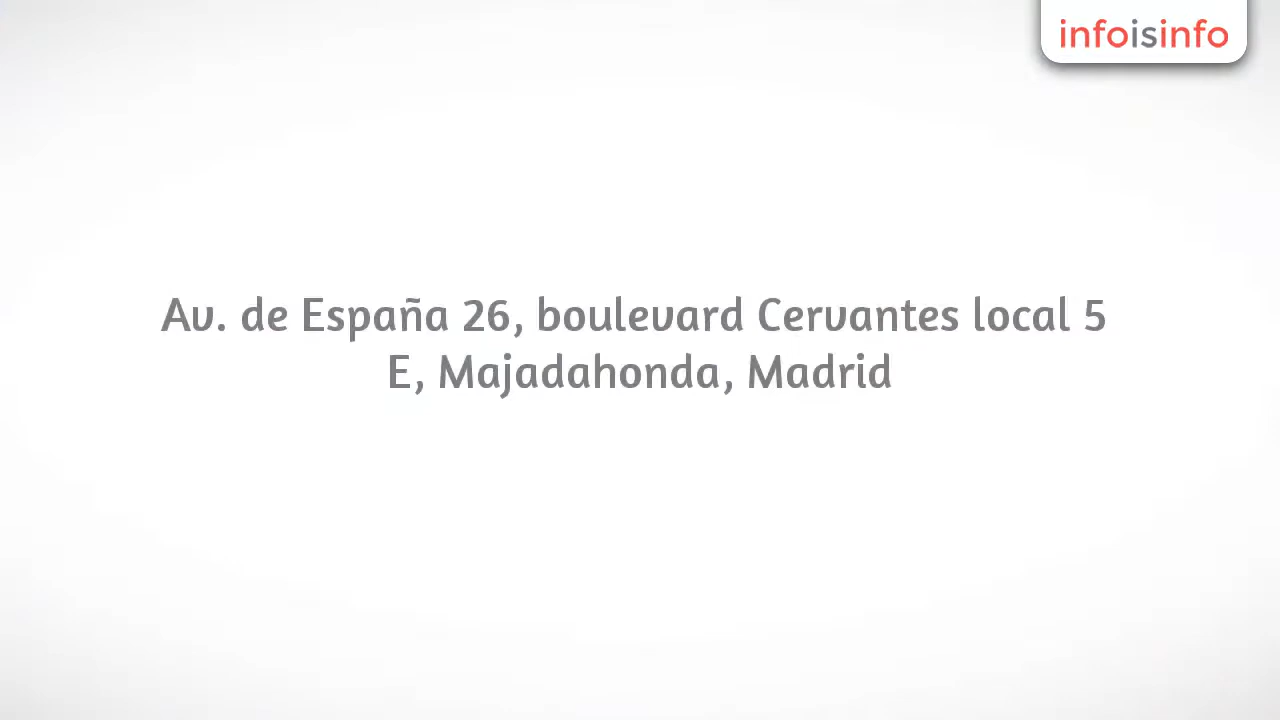 infoisinfo
Av. de España 26, boulevard Cervantes local 5
E, Majadahonda, Madrid